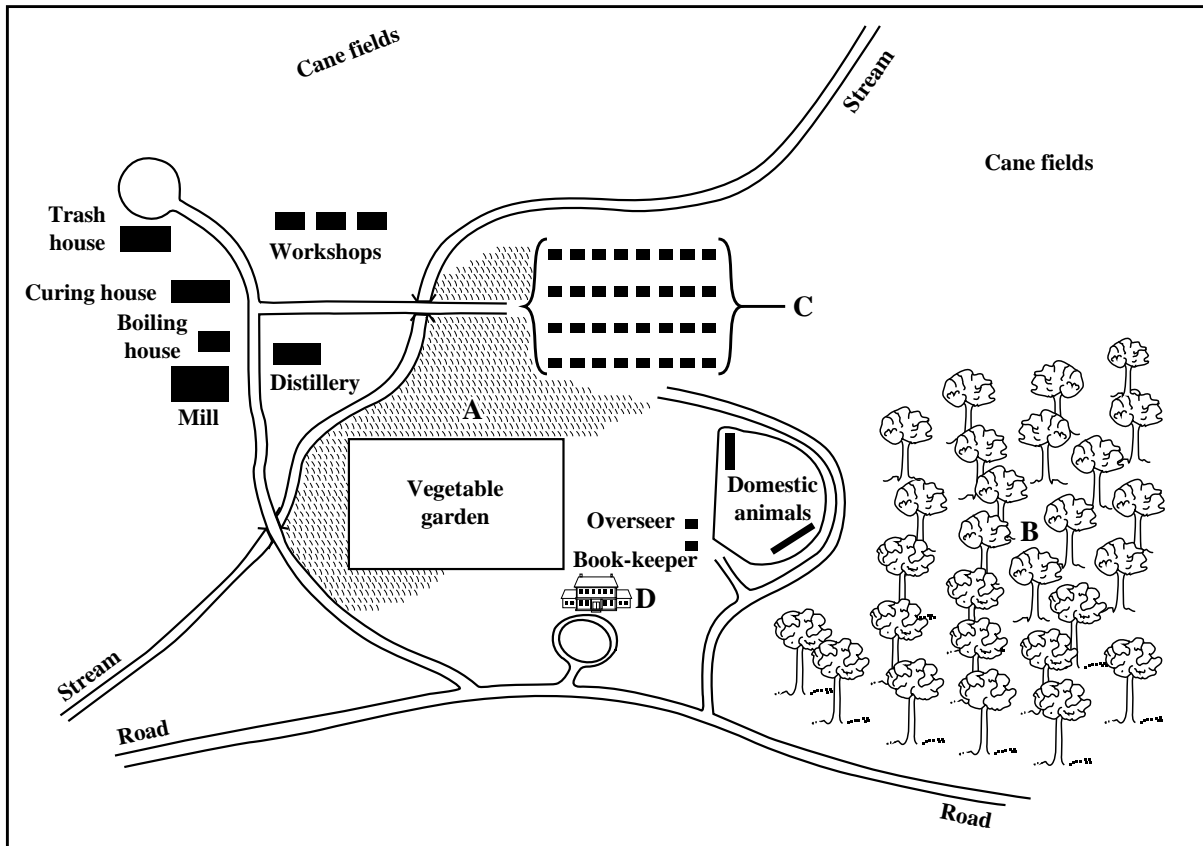 Cane fields
Stream
Cane fields
Trash
house
Workshops
Curing house
C
Boiling
house
Distillery
Mill
A
Vegetable
garden
Domestic
animals
Overseer
B
Book-keeper
D
Stream
Road
Road